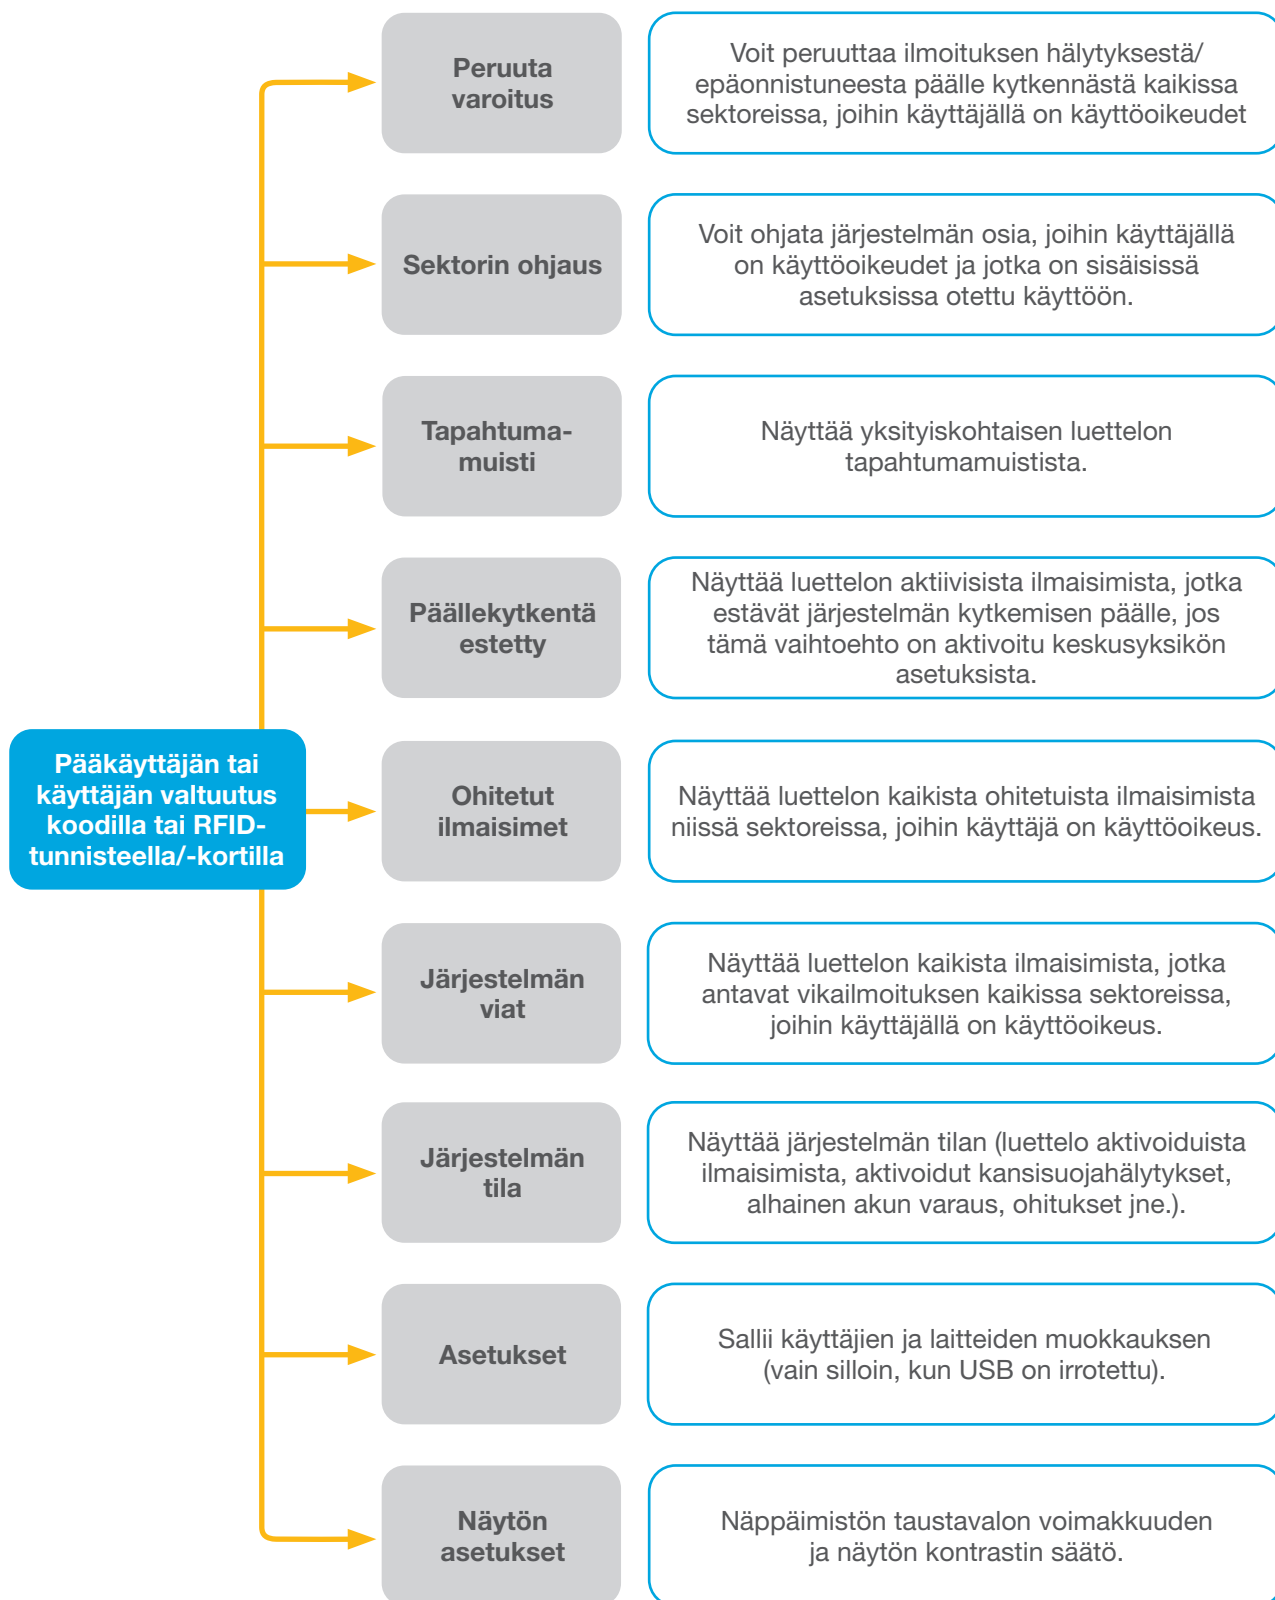 Peruuta
varoitus
Voit peruuttaa ilmoituksen hälytyksestä/
epäonnistuneesta päälle kytkennästä kaikissa
sektoreissa, joihin käyttäjällä on käyttöoikeudet
Sektorin ohjaus
Voit ohjata järjestelmän osia, joihin käyttäjällä
on käyttöoikeudet ja jotka on sisäisissä
asetuksissa otettu käyttöön.
Tapahtuma-
muisti
Näyttää yksityiskohtaisen luettelon
tapahtumamuistista.
Päällekytkentä
estetty
Näyttää luettelon aktiivisista ilmaisimista, jotka
estävät järjestelmän kytkemisen päälle, jos
tämä vaihtoehto on aktivoitu keskusyksikön
asetuksista.
Pääkäyttäjän tai
käyttäjän valtuutus
koodilla tai RFID-
tunnisteella/-kortilla
Ohitetut
ilmaisimet
Näyttää luettelon kaikista ohitetuista ilmaisimista
niissä sektoreissa, joihin käyttäjä on käyttöoikeus.
Järjestelmän
viat
Näyttää luettelon kaikista ilmaisimista, jotka
antavat vikailmoituksen kaikissa sektoreissa,
joihin käyttäjällä on käyttöoikeus.
Järjestelmän
tila
Näyttää järjestelmän tilan (luettelo aktivoiduista
ilmaisimista, aktivoidut kansisuojahälytykset,
alhainen akun varaus, ohitukset jne.).
Asetukset
Sallii käyttäjien ja laitteiden muokkauksen
(vain silloin, kun USB on irrotettu).
Näytön
asetukset
Näppäimistön taustavalon voimakkuuden
ja näytön kontrastin säätö.